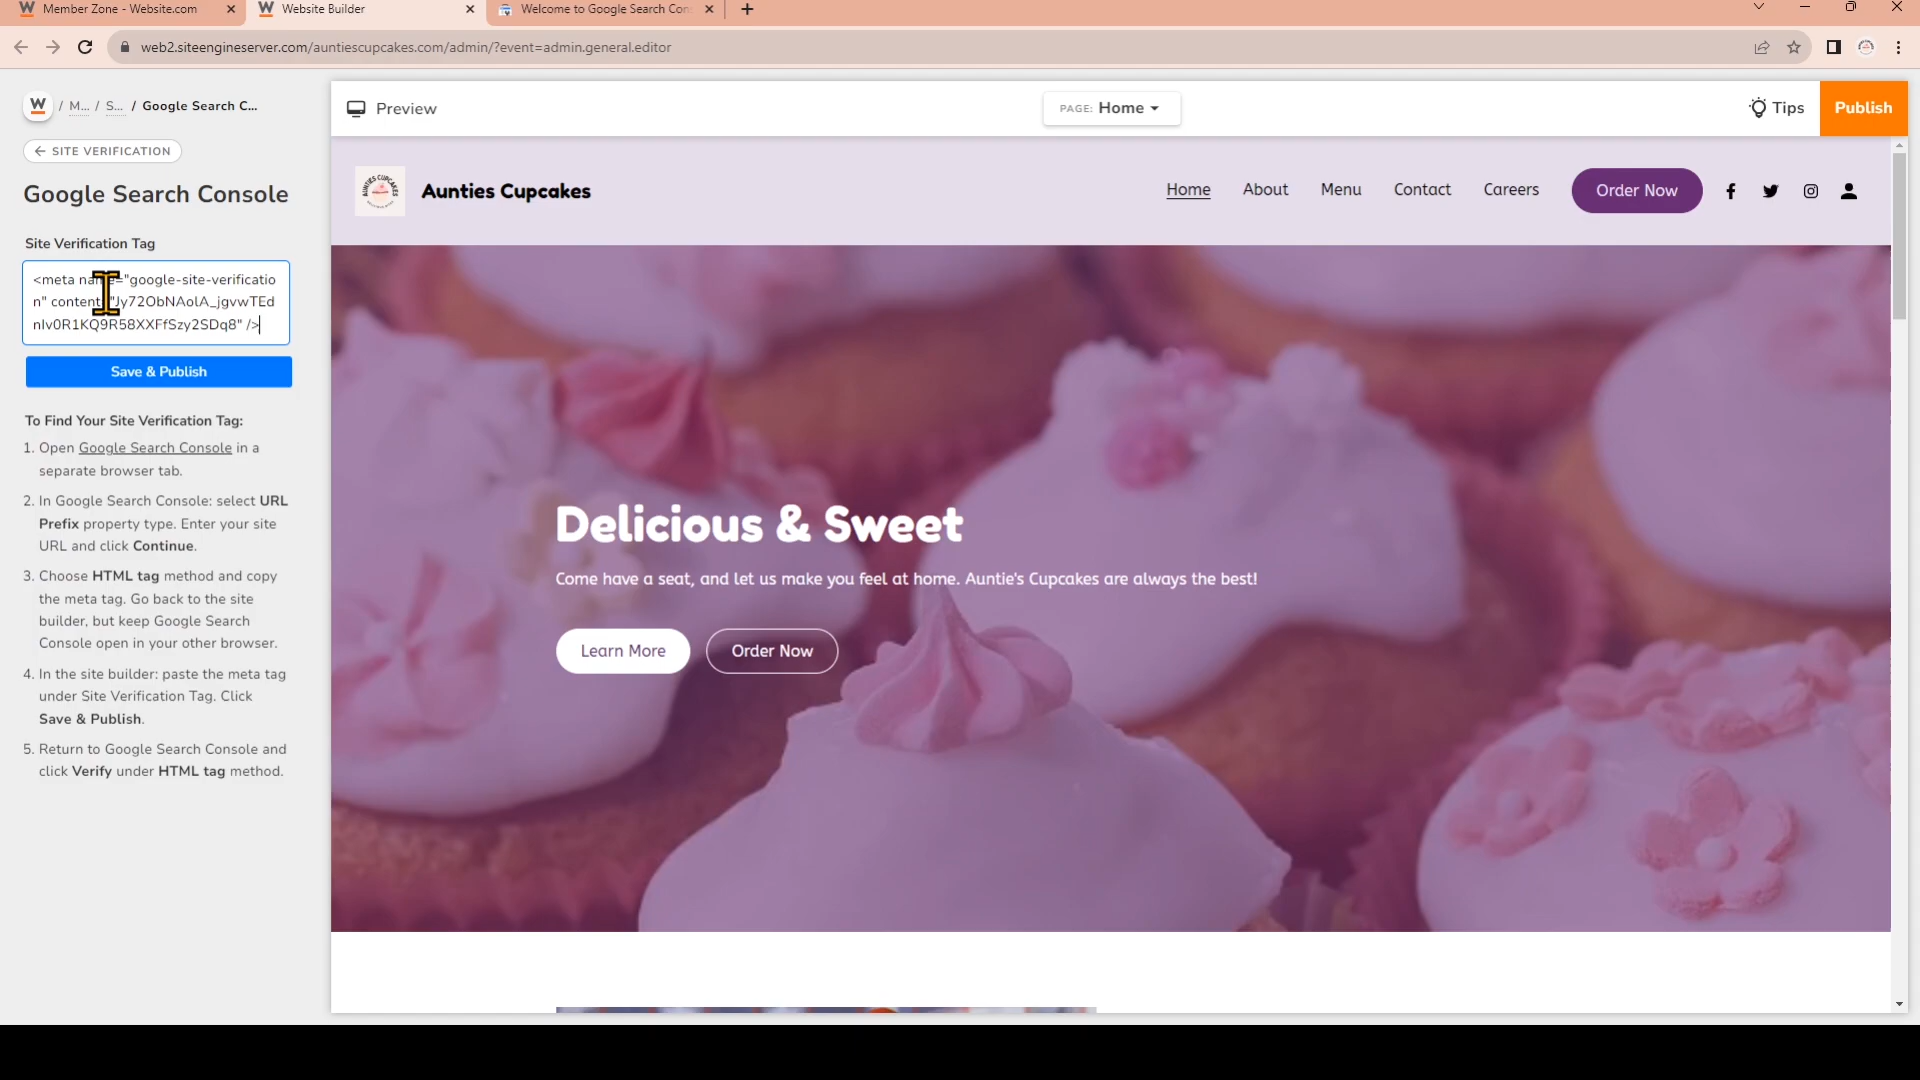 Member Zone - Website.com
Website Builder
Welcome to Google Search Con
web2.siteengineserver.com/auntiescupcakes.com/admin/?event=admin.general.editor
W / M... / S... / Google Search C...
SITE VERIFICATION
Google Search Console
Site Verification Tag
<meta name="google-site-verificatio
n" content="Jy72ObNAolA_jgvwTEd
nIv0R1KQ9R58XXFfSzy2SDq8" />
Save & Publish
To Find Your Site Verification Tag:
1. Open Google Search Console in a
separate browser tab.
2. In Google Search Console: select URL
Prefix property type. Enter your site
URL and click Continue.
3. Choose HTML tag method and copy
the meta tag. Go back to the site
builder, but keep Google Search
Console open in your other browser.
4. In the site builder: paste the meta tag
under Site Verification Tag. Click
Save & Publish.
5. Return to Google Search Console and
click Verify under HTML tag method.
Preview
PAGE: Home
Tips
Publish
AUNTIES CUPCAKES
Aunties Cupcakes
Home About Menu Contact Careers Order Now
Delicious & Sweet
Come have a seat, and let us make you feel at home. Auntie's Cupcakes are always the best!
Learn More
Order Now